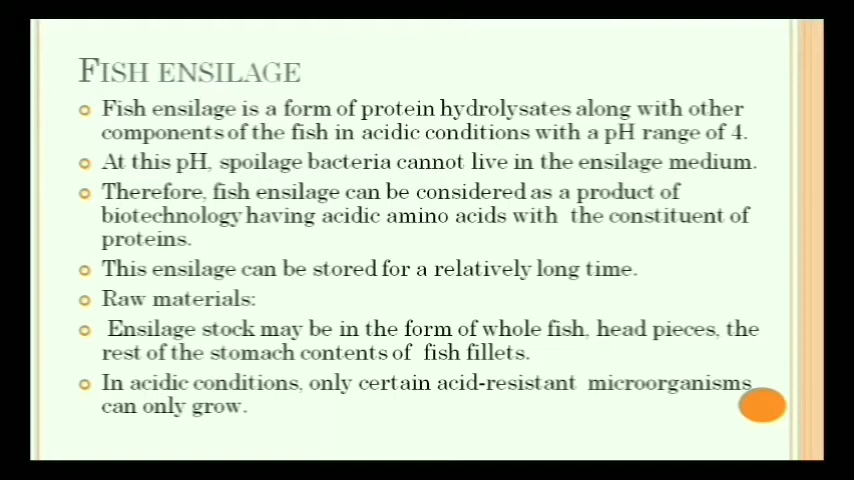 FISH ENSILAGE
Fish ensilage is a form of protein hydrolysates along with other
components of the fish in acidic conditions with a pH range of 4.
At this pH, spoilage bacteria cannot live in the ensilage medium.
Therefore, fish ensilage can be considered as a product of
biotechnology having acidic amino acids with the constituent of
proteins.
This ensilage can be stored for a relatively long time.
Raw materials:
Ensilage stock may be in the form of whole fish, head pieces, the
rest of the stomach contents of fish fillets.
In acidic conditions, only certain acid-resistant microorganisms
can only grow.